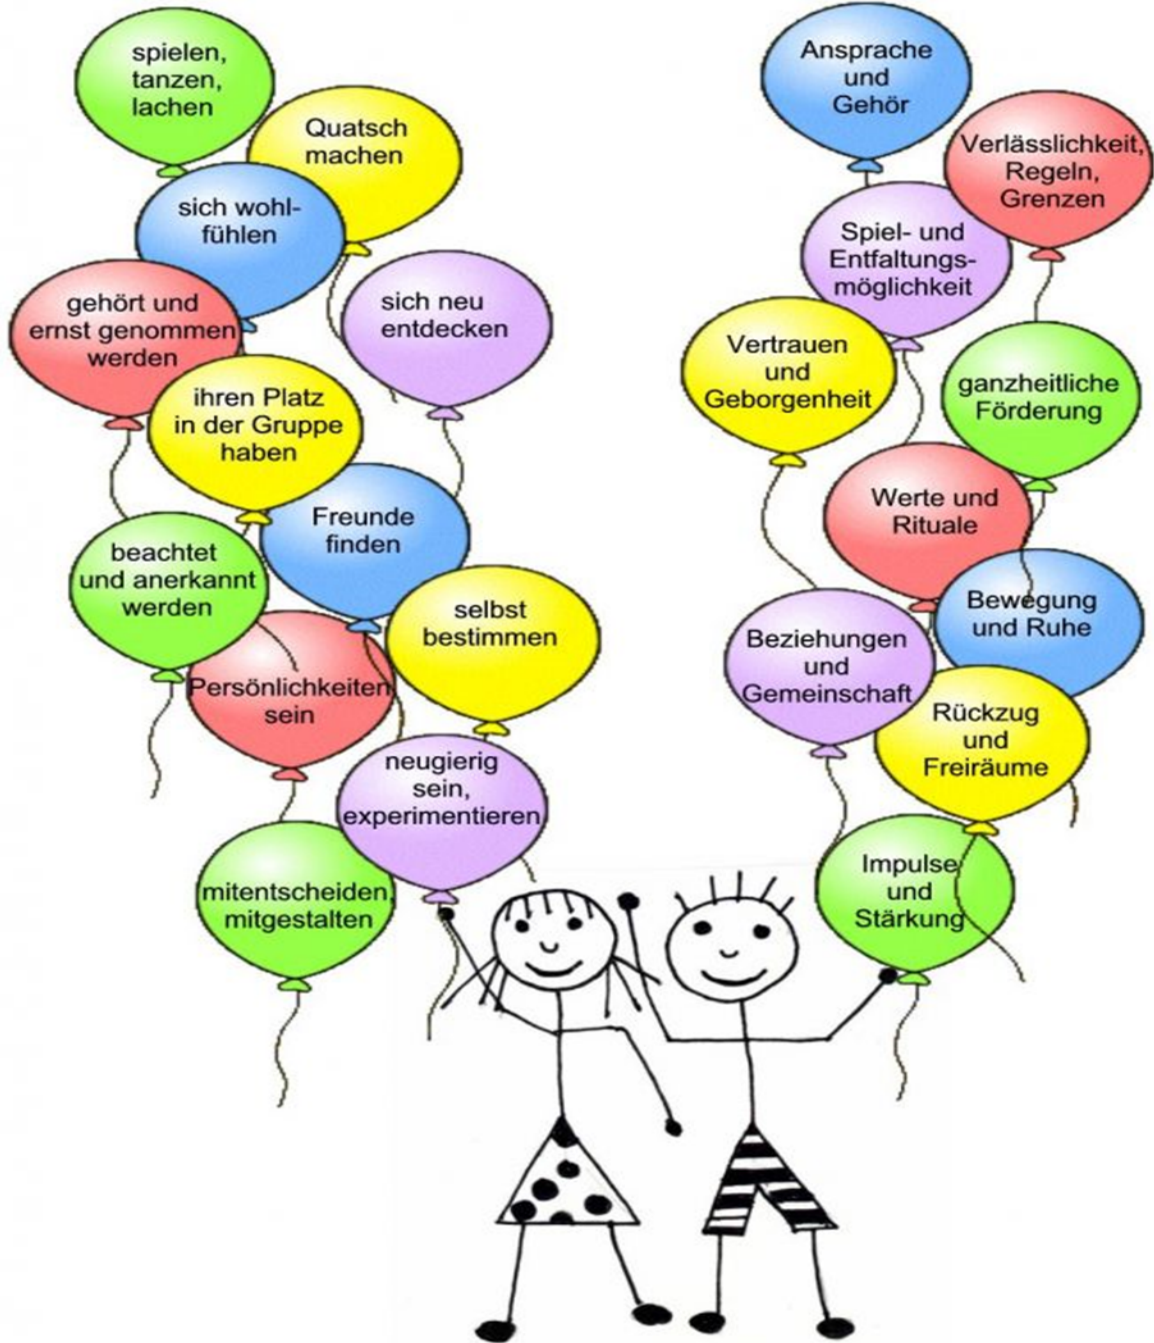 spielen,
tanzen,
lachen
Quatsch
machen
sich wohl-
fühlen
gehört und
ernst genommen
werden
sich neu
entdecken
ihren Platz
in der Gruppe
haben
Freunde
finden
beachtet
und anerkannt
werden
selbst
bestimmen
Persönlichkeiten
sein
neugierig
sein,
experimentieren
mitentscheiden,
mitgestalten
Ansprache
und
Gehör
Verlässlichkeit,
Regeln,
Grenzen
Spiel- und
Entfaltungs-
möglichkeit
Vertrauen
und
Geborgenheit
ganzheitliche
Förderung
Werte und
Rituale
Bewegung
und Ruhe
Beziehungen
und
Gemeinschaft
Rückzug
und
Freiräume
Impulse
und
Stärkung